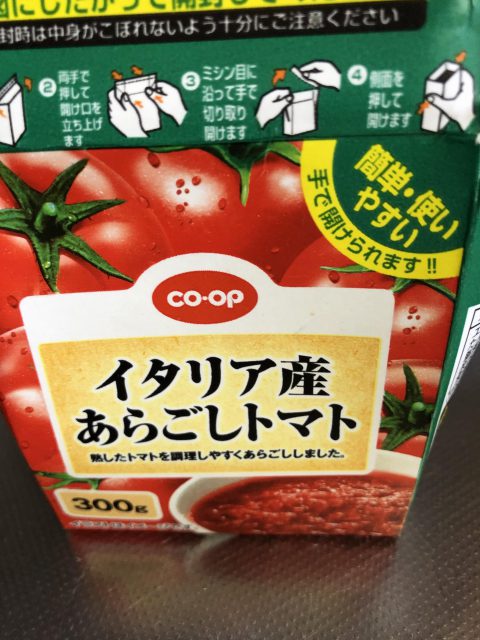 封時は中身がこぼれないよう十分にご注意ください
② 両手で
押して
開け口を
立ち上げ
ます
③ ミシン目に
沿って手で
切り取り
開けます
④ 側面を
押して
開けます
簡単・使い
やすい
手で開けられます!!
CO·OP
イタリア産
あらごしトマト
熟したトマトを調理しやすくあらごししました。
300g